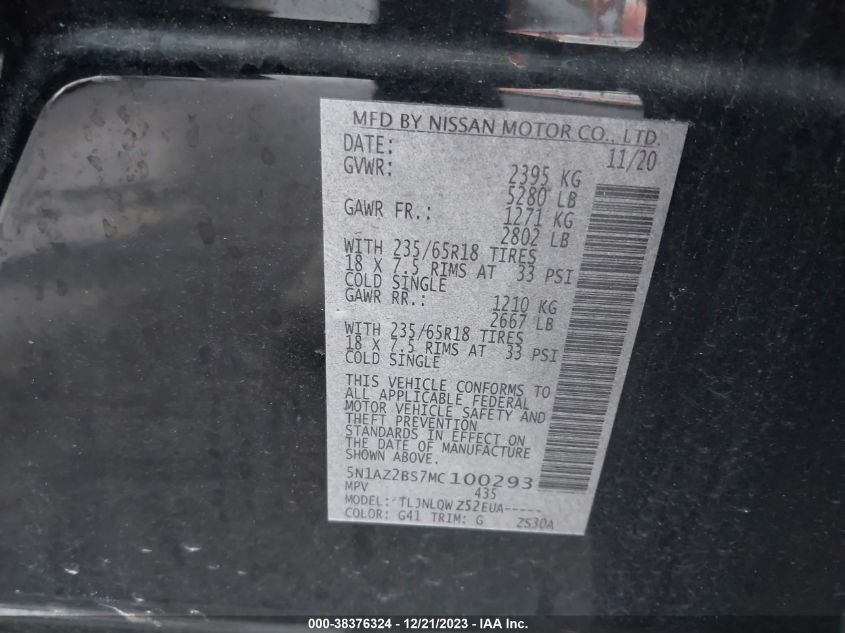 MFD BY NISSAN MOTOR CO., LTD.
DATE: 11/20
GVWR: 2395 KG
5280 LB
GAWR FR.: 1271 KG
2802 LB
WITH 235/65R18 TIRES
18 X 7.5 RIMS AT 33 PSI
COLD SINGLE
GAWR RR.: 1210 KG
2667 LB
WITH 235/65R18 TIRES
18 X 7.5 RIMS AT 33 PSI
COLD SINGLE
THIS VEHICLE CONFORMS TO
ALL APPLICABLE FEDERAL
MOTOR VEHICLE SAFETY AND
THEFT PREVENTION
STANDARDS IN EFFECT ON
THE DATE OF MANUFACTURE
SHOWN ABOVE.
5N1AZ2BS7MC100293
MPV 435
MODEL: TLJNLQW Z52EUA-----
COLOR: G41 TRIM: G ZS30A
000-38376324 - 12/21/2023 - IAA Inc.